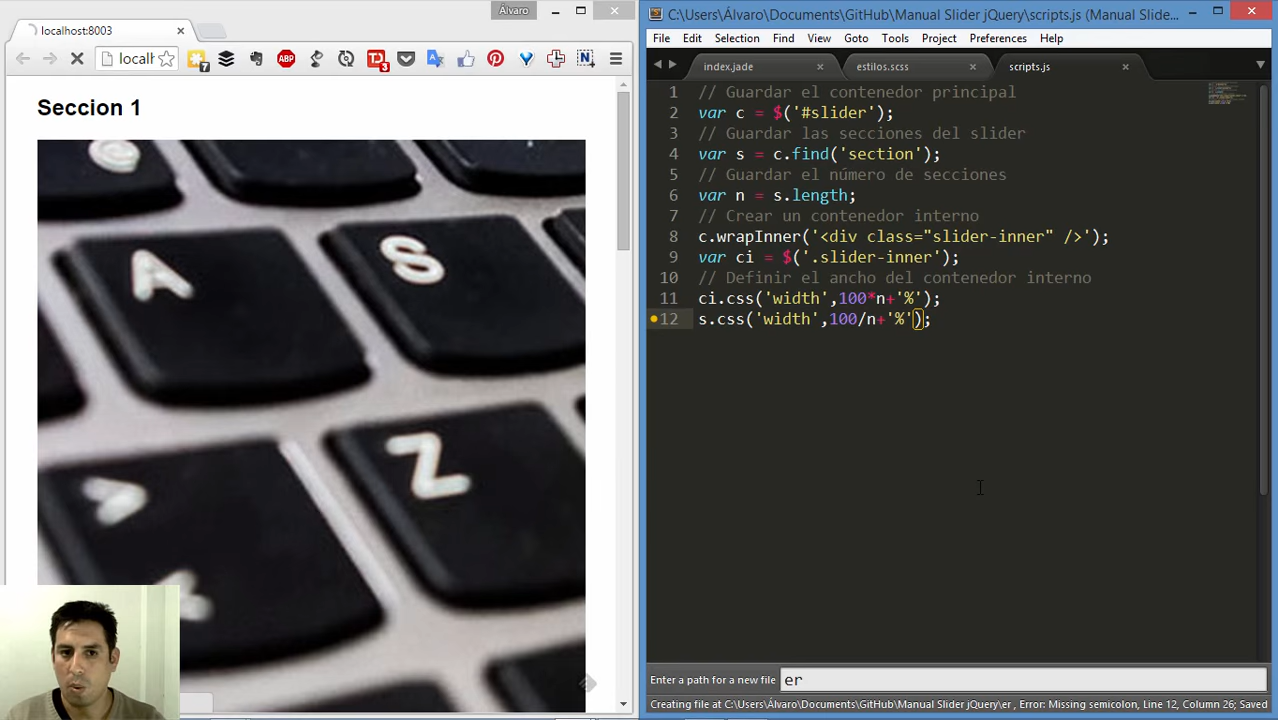 Álvaro
C:\Users\Álvaro\Documents\GitHub\Manual Slider jQuery\scripts.js (Manual Slide...
localhost:8003
File Edit Selection Find View Goto Tools Project Preferences Help
localh
7
ABP
3
N
index.jade
estilos.scss
scripts.js
Seccion 1
1 // Guardar el contenedor principal
2 var c = $('#slider');
3 // Guardar las secciones del slider
4 var s = c.find('section');
5 // Guardar el número de secciones
6 var n = s.length;
7 // Crear un contenedor interno
8 c.wrapInner('<div class="slider-inner" />');
9 var ci = $('.slider-inner');
10 // Definir el ancho del contenedor interno
11 ci.css('width',100*n+'%');
12 s.css('width',100/n+'%');
A
S
Z
Enter a path for a new file er
Creating file at C:\Users\Álvaro\Documents\GitHub\Manual Slider jQuery\er , Error: Missing semicolon, Line 12, Column 26; Saved